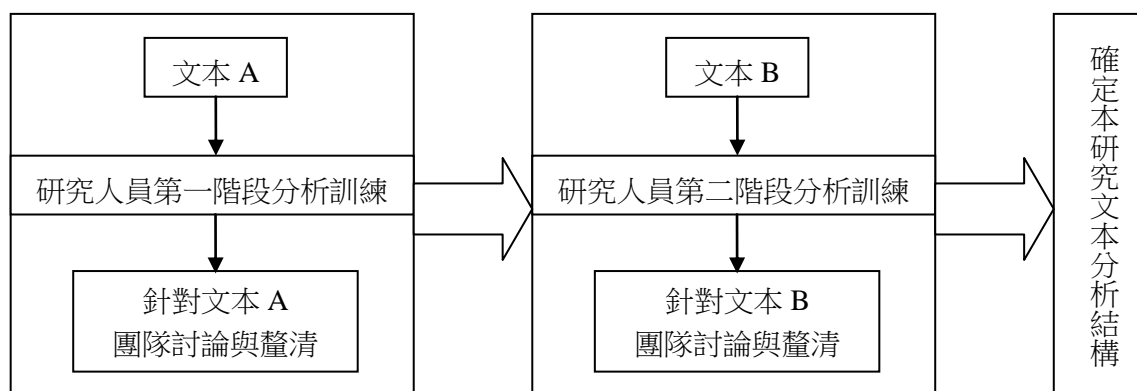 文本 A
研究人員第一階段分析訓練
針對文本 A
團隊討論與釐清
文本 B
研究人員第二階段分析訓練
針對文本 B
團隊討論與釐清
確定本研究文本分析結構